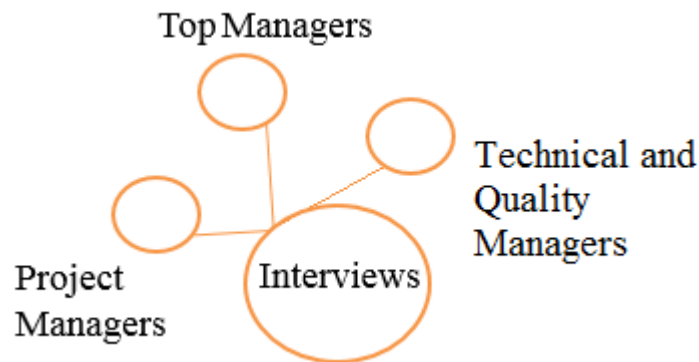 Top Managers
Technical and
Quality
Managers
Interviews
Project
Managers